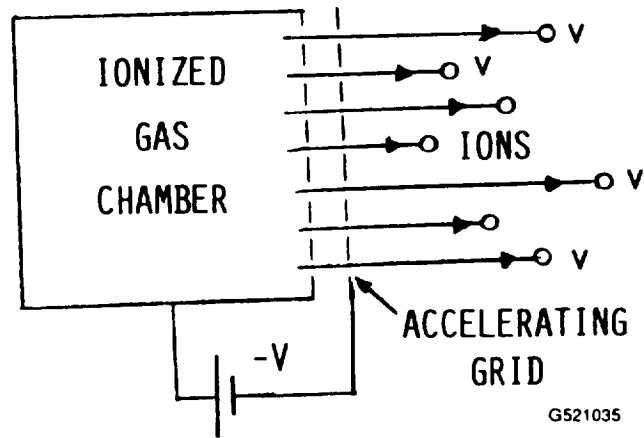 IONIZED
GAS
CHAMBER
V
V
IONS
V
V
-V
ACCELERATING
GRID
G521035